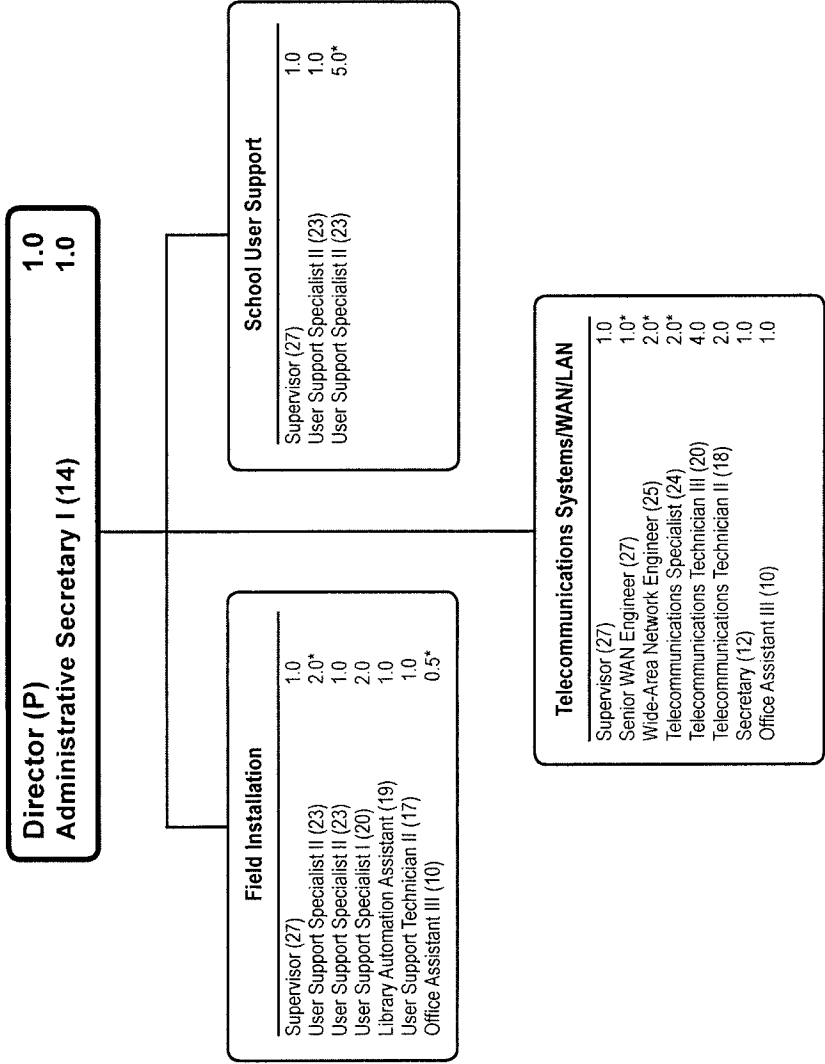 Director (P) 1.0
Administrative Secretary I (14) 1.0
Field Installation
Supervisor (27) 1.0
User Support Specialist II (23) 2.0*
User Support Specialist II (23) 1.0
User Support Specialist I (20) 2.0
Library Automation Assistant (19) 1.0
User Support Technician II (17) 1.0
Office Assistant III (10) 0.5*
School User Support
Supervisor (27) 1.0
User Support Specialist II (23) 1.0
User Support Specialist II (23) 5.0*
Telecommunications Systems/WAN/LAN
Supervisor (27) 1.0
Senior WAN Engineer (27) 1.0*
Wide-Area Network Engineer (25) 2.0*
Telecommunications Specialist (24) 2.0*
Telecommunications Technician III (20) 4.0
Telecommunications Technician II (18) 2.0
Secretary (12) 1.0
Office Assistant III (10) 1.0